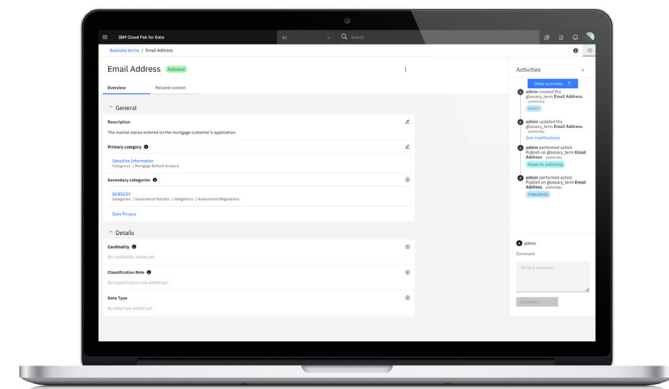 IBM Cloud Pak for Data
All
Search
Business terms / Email Address
Email Address Published
Overview Related content
General
Description
The marital status entered on the mortgage customer's application.
Primary category
Sensitive Information
Categories / Mortgage Default Analysis
Secondary categories
BCBS239
Categories / Governance Policies / Obligations / Government Regulations
Data Privacy
Details
Cardinality
No cardinality added yet.
Classification Role
No classification role added yet.
Data Type
No data type added yet.
Activities
admin created the
glossary_term Email Address.
yesterday
DRAFT
admin updated the
glossary_term Email Address.
yesterday
See modifications
admin performed action
Publish on glossary_term Email
Address. yesterday
Ready for publishing
admin performed action
Publish on glossary_term Email
Address. yesterday
PUBLISHED
admin
Comment
Write a comment...
Comment